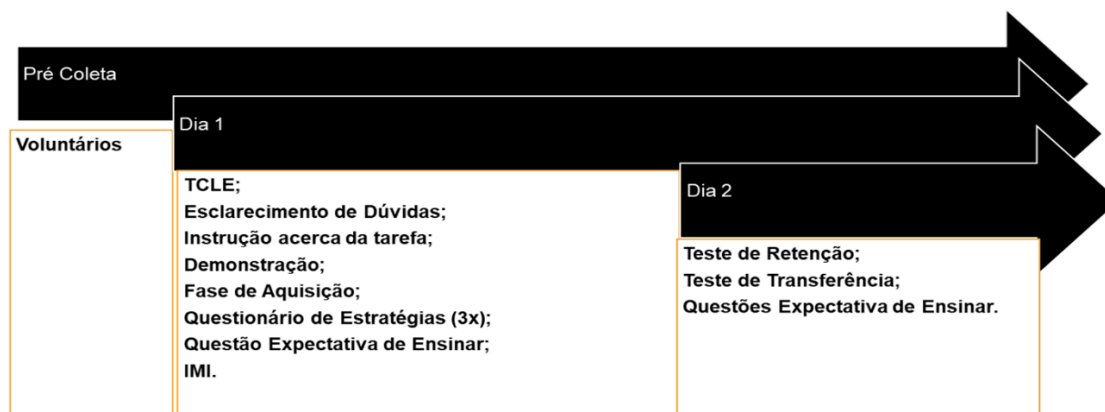 Pré Coleta
Voluntários
Dia 1
TCLE;
Esclarecimento de Dúvidas;
Instrução acerca da tarefa;
Demonstração;
Fase de Aquisição;
Questionário de Estratégias (3x);
Questão Expectativa de Ensinar;
IMI.
Dia 2
Teste de Retenção;
Teste de Transferência;
Questões Expectativa de Ensinar.